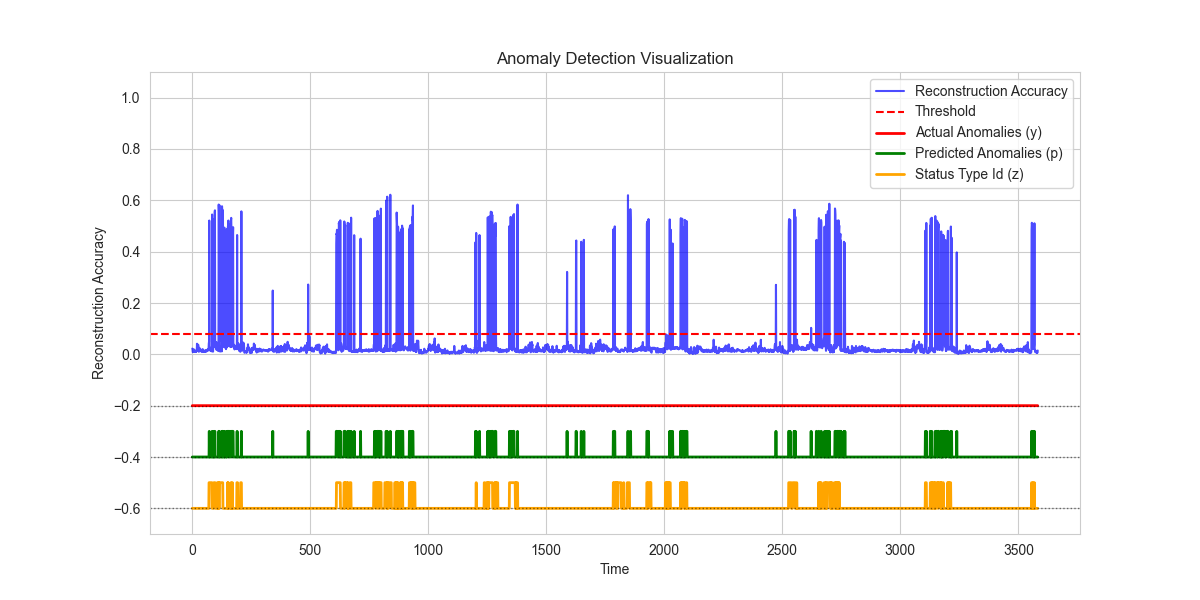 Anomaly Detection Visualization
Reconstruction Accuracy
Threshold
Actual Anomalies (y)
Predicted Anomalies (p)
Status Type Id (z)
Reconstruction Accuracy
1.0
0.8
0.6
0.4
0.2
0.0
−0.2
−0.4
−0.6
0 500 1000 1500 2000 2500 3000 3500
Time